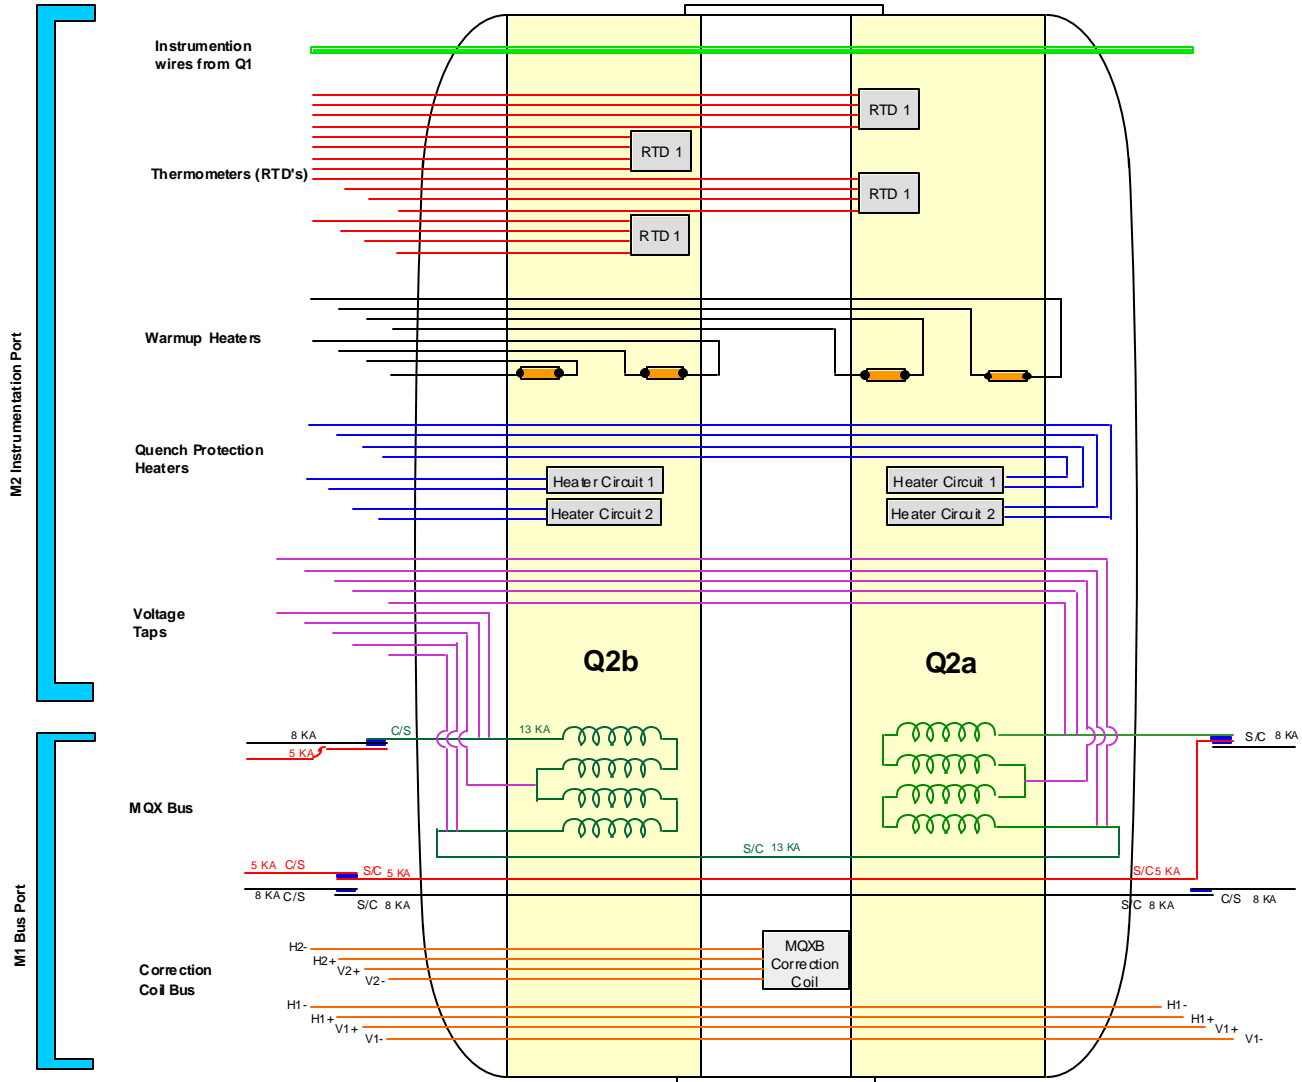 Instrumention
wires from Q1
RTD 1
RTD 1
Thermometers (RTD's)
RTD 1
RTD 1
M2 Instrumentation Port
Warmup Heaters
Quench Protection
Heaters
Heater Circuit 1
Heater Circuit 1
Heater Circuit 2
Heater Circuit 2
Voltage
Taps
Q2b
Q2a
8 KA
C/S
13 KA
S/C 8 KA
5 KA
MQX Bus
S/C 13 KA
5 KA C/S
S/C 5 KA
S/C 5 KA
8 KA C/S
S/C 8 KA
S/C 8 KA
C/S 8 KA
M1 Bus Port
Correction
Coil Bus
H2-
H2+
V2+
V2-
MQXB
Correction
Coil
H1-
H1-
H1+
H1+
V1+
V1+
V1-
V1-